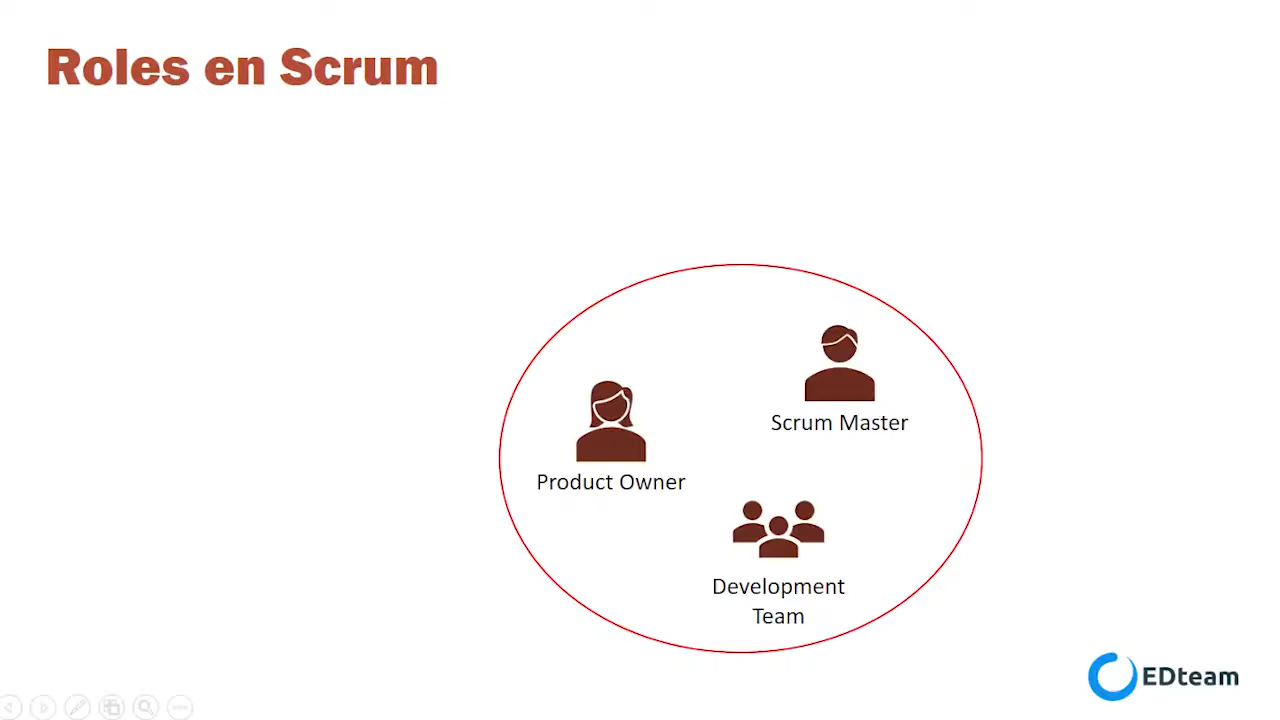 Roles en Scrum
Scrum Master
Product Owner
Development
Team
EDteam